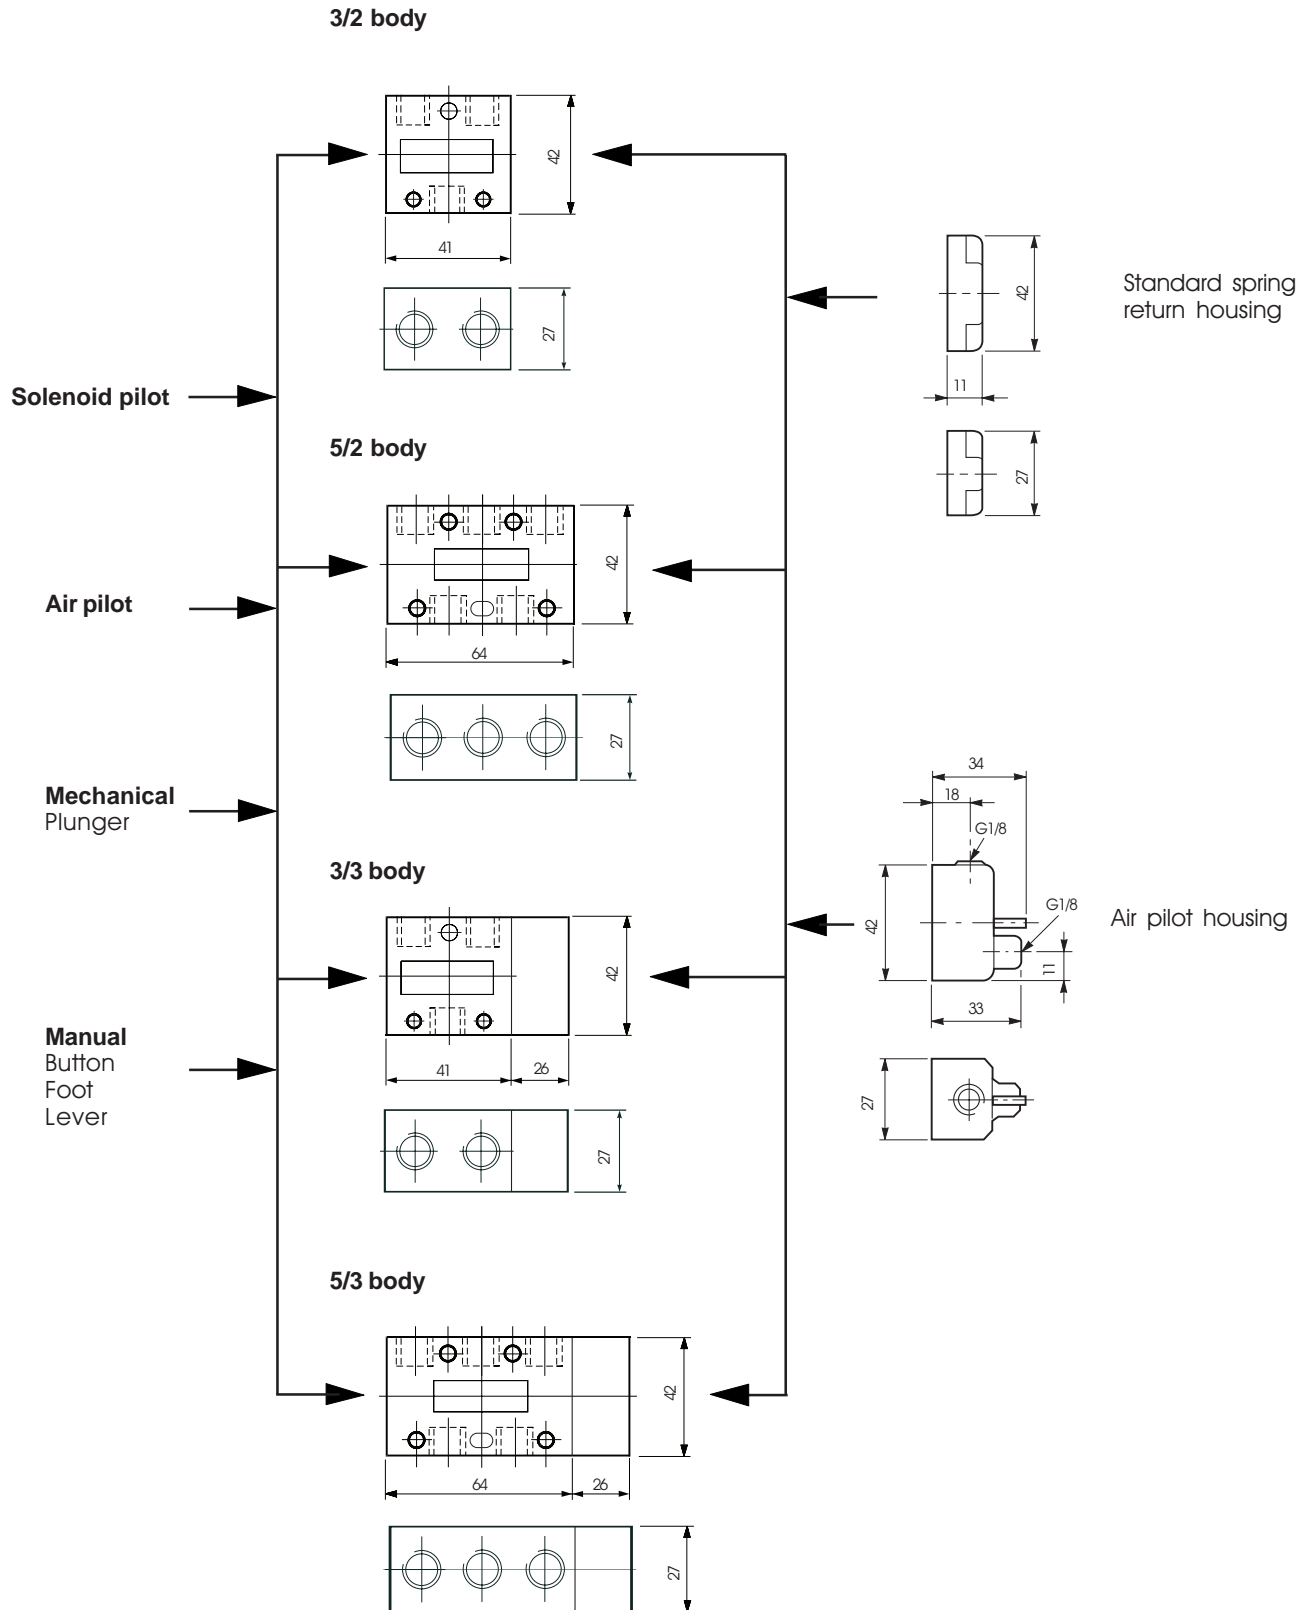 3/2 body
42
41
27
Standard spring
return housing
42
11
27
Solenoid pilot
5/2 body
42
64
27
Air pilot
Mechanical
Plunger
3/3 body
42
41
26
27
34
18
G1/8
G1/8
42
11
33
27
Air pilot housing
Manual
Button
Foot
Lever
5/3 body
42
64
26
27